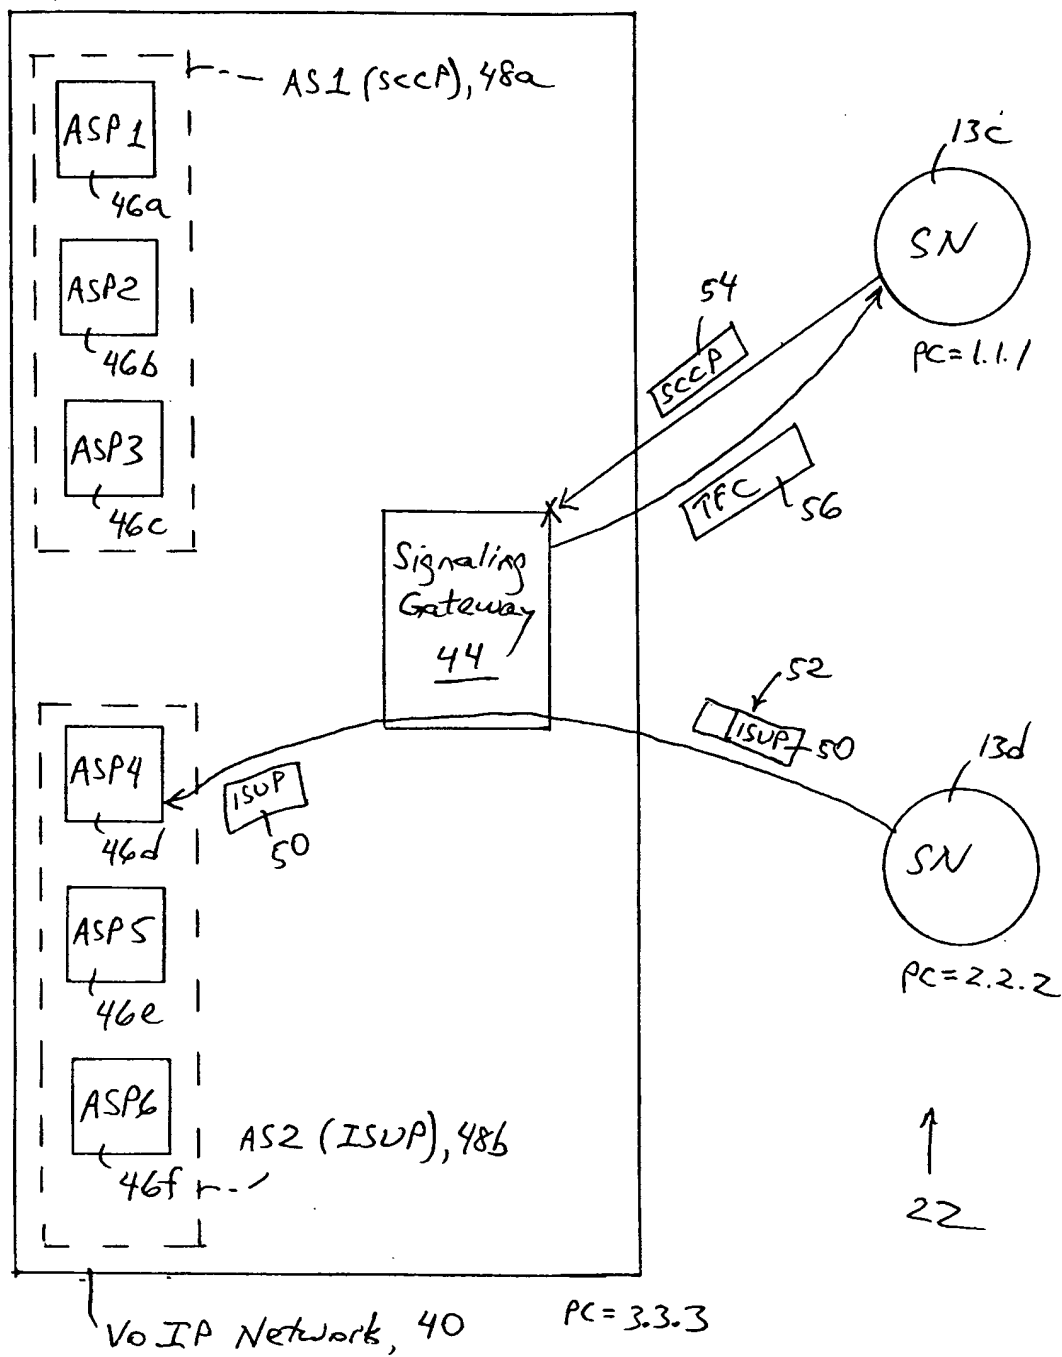 AS1 (SCCP), 48a
ASP1
46a
ASP2
46b
ASP3
46c
13c
SN
PC=1.1.1
54
SCCP
TFC
56
Signaling
Gateway
44
52
ISUP
50
13d
SN
PC=2.2.2
ASP4
46d
ISUP
50
ASP5
46e
ASP6
46f
AS2 (ISUP), 48b
22
VoIP Network, 40
PC=3.3.3